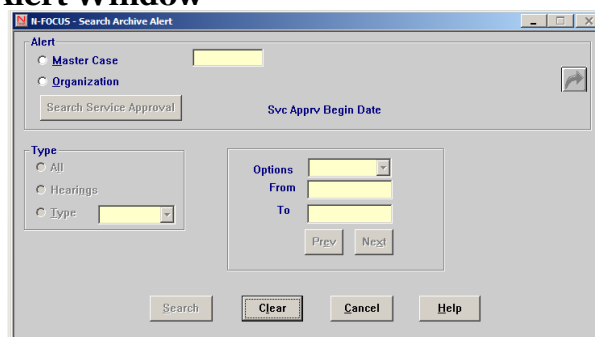 Alert Window
N-FOCUS - Search Archive Alert
Alert
Master Case
Organization
Search Service Approval
Svc Apprv Begin Date
Type
All
Hearings
Type
Options
From
To
Prev
Next
Search
Clear
Cancel
Help